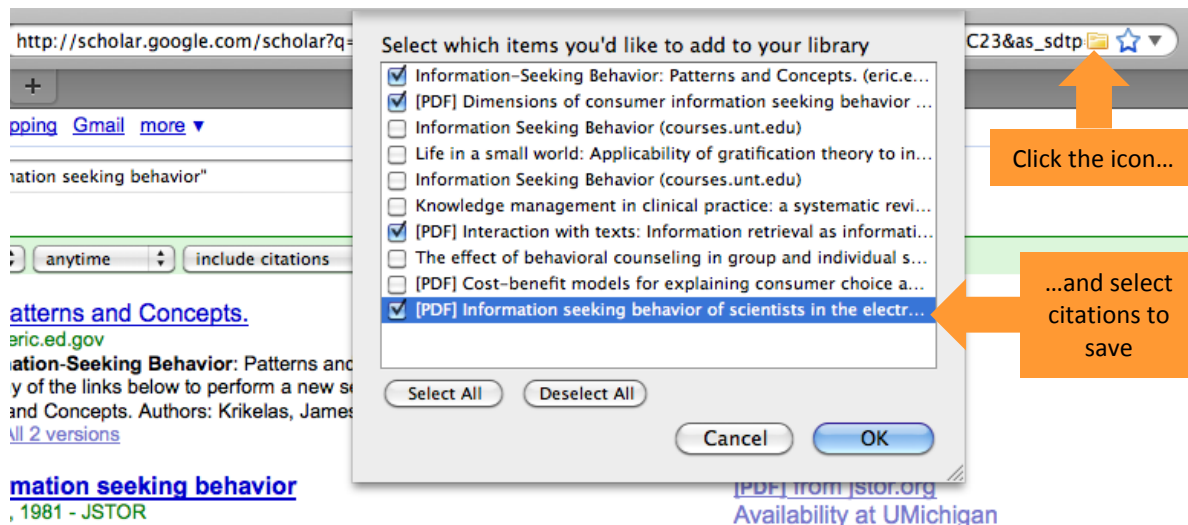 http://scholar.google.com/scholar?q=
C23&as_sdtp
Select which items you'd like to add to your library
Information-Seeking Behavior: Patterns and Concepts. (eric.e...
[PDF] Dimensions of consumer information seeking behavior ...
Information Seeking Behavior (courses.unt.edu)
Life in a small world: Applicability of gratification theory to in...
Information Seeking Behavior (courses.unt.edu)
Knowledge management in clinical practice: a systematic revi...
[PDF] Interaction with texts: Information retrieval as informati...
The effect of behavioral counseling in group and individual s...
[PDF] Cost-benefit models for explaining consumer choice a...
[PDF] Information seeking behavior of scientists in the electr...
Select All Deselect All
Cancel OK
Click the icon...
...and select
citations to
save
+
pping Gmail more ▼
nation seeking behavior"
anytime include citations
atterns and Concepts.
eric.ed.gov
ation-Seeking Behavior: Patterns and
y of the links below to perform a new se
and Concepts. Authors: Krikelas, James
All 2 versions
mation seeking behavior
, 1981 - JSTOR
[PDF] from jstor.org
Availability at UMichigan